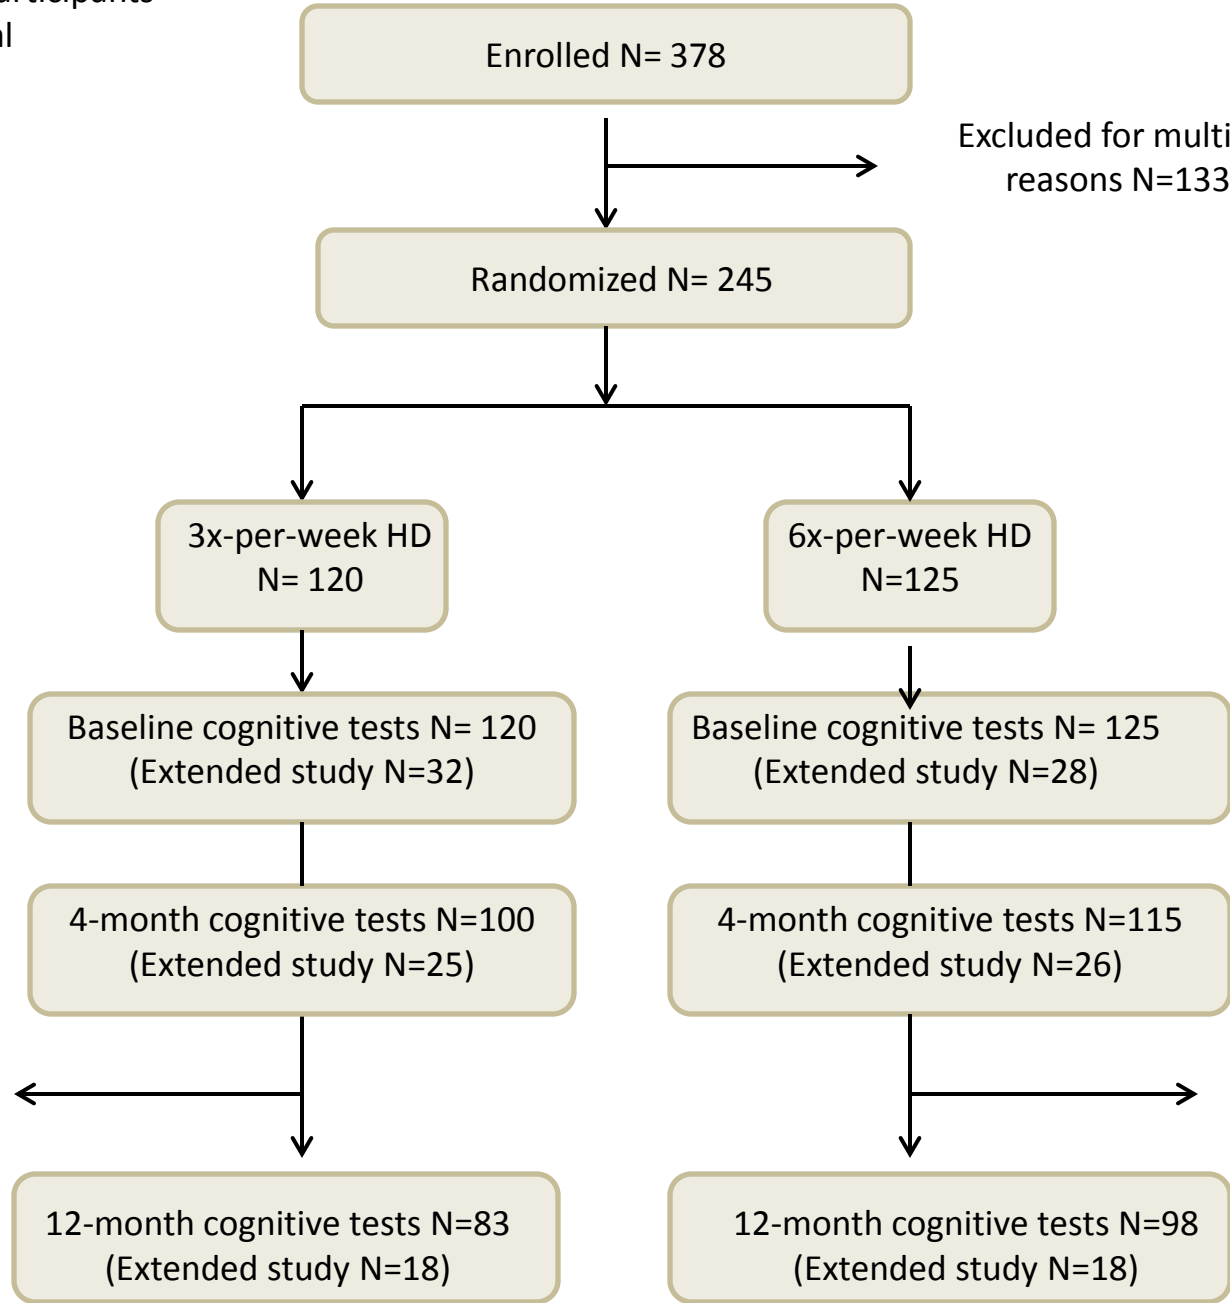 al
Enrolled N= 378
Excluded for multi
reasons N=133
Randomized N= 245
3x-per-week HD
N= 120
6x-per-week HD
N=125
Baseline cognitive tests N= 120
(Extended study N=32)
Baseline cognitive tests N= 125
(Extended study N=28)
4-month cognitive tests N=100
(Extended study N=25)
4-month cognitive tests N=115
(Extended study N=26)
12-month cognitive tests N=83
(Extended study N=18)
12-month cognitive tests N=98
(Extended study N=18)